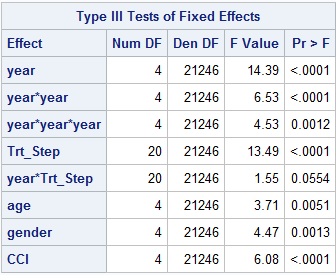 Type III Tests of Fixed Effects
Effect Num DF Den DF F Value Pr > F
year 4 21246 14.39 <.0001
year*year 4 21246 6.53 <.0001
year*year*year 4 21246 4.53 0.0012
Trt_Step 20 21246 13.49 <.0001
year*Trt_Step 20 21246 1.55 0.0554
age 4 21246 3.71 0.0051
gender 4 21246 4.47 0.0013
CCI 4 21246 6.08 <.0001